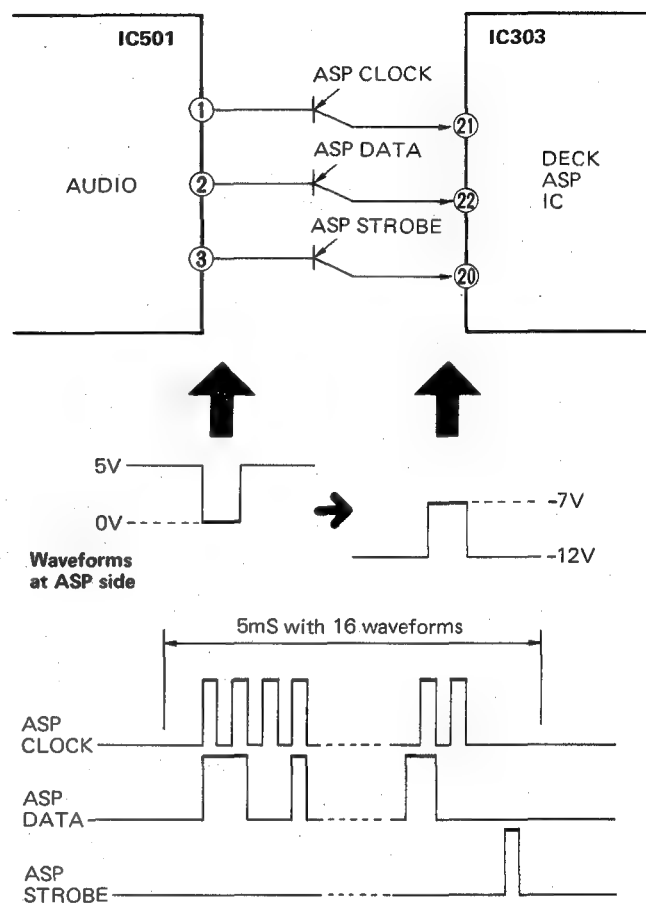 IC501
IC303
ASP CLOCK
1
21
ASP DATA
AUDIO
2
22
DECK
ASP
IC
ASP STROBE
3
20
5V
0V
-7V
-12V
Waveforms
at ASP side
5mS with 16 waveforms
ASP
CLOCK
ASP
DATA
ASP
STROBE